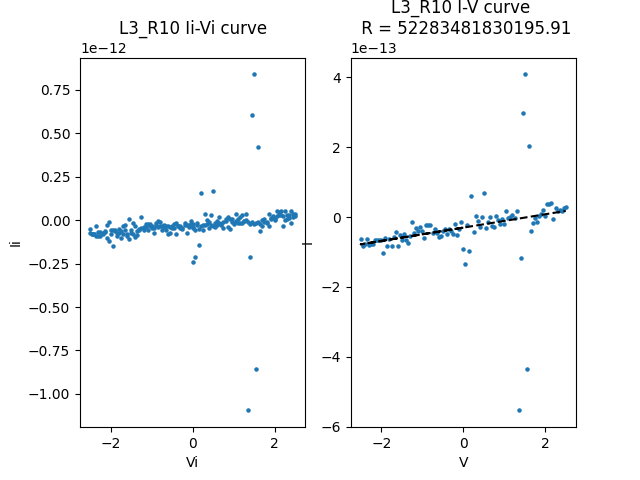 L3_R10 Ii-Vi curve
1e−12
0.75
0.50
0.25
0.00
−0.25
−0.50
−0.75
−1.00
−2
0
2
Ii
Vi
L3_R10 I-V curve
R = 52283481830195.91
1e−13
4
2
0
−2
−4
−6
−2
0
2
I
V